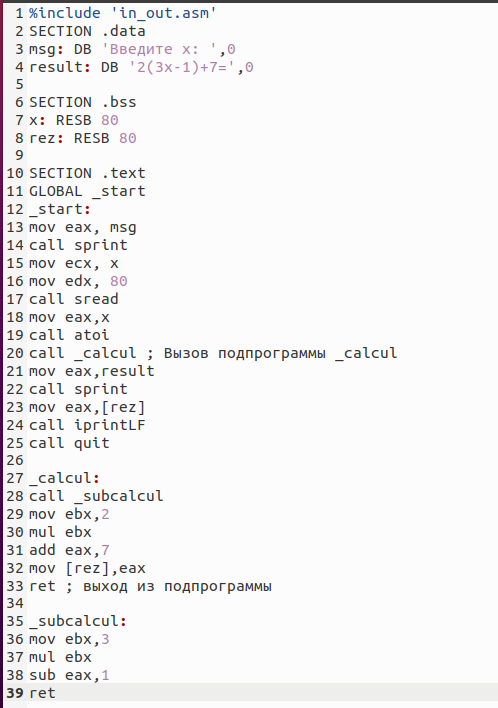 1 %include 'in_out.asm'
2 SECTION .data
3 msg: DB 'Введите x: ',0
4 result: DB '2(3x-1)+7=',0
5
6 SECTION .bss
7 x: RESB 80
8 rez: RESB 80
9
10 SECTION .text
11 GLOBAL _start
12 _start:
13 mov eax, msg
14 call sprint
15 mov ecx, x
16 mov edx, 80
17 call sread
18 mov eax,x
19 call atoi
20 call _calcul ; Вызов подпрограммы _calcul
21 mov eax,result
22 call sprint
23 mov eax,[rez]
24 call iprintLF
25 call quit
26
27 _calcul:
28 call _subcalcul
29 mov ebx,2
30 mul ebx
31 add eax,7
32 mov [rez],eax
33 ret ; выход из подпрограммы
34
35 _subcalcul:
36 mov ebx,3
37 mul ebx
38 sub eax,1
39 ret